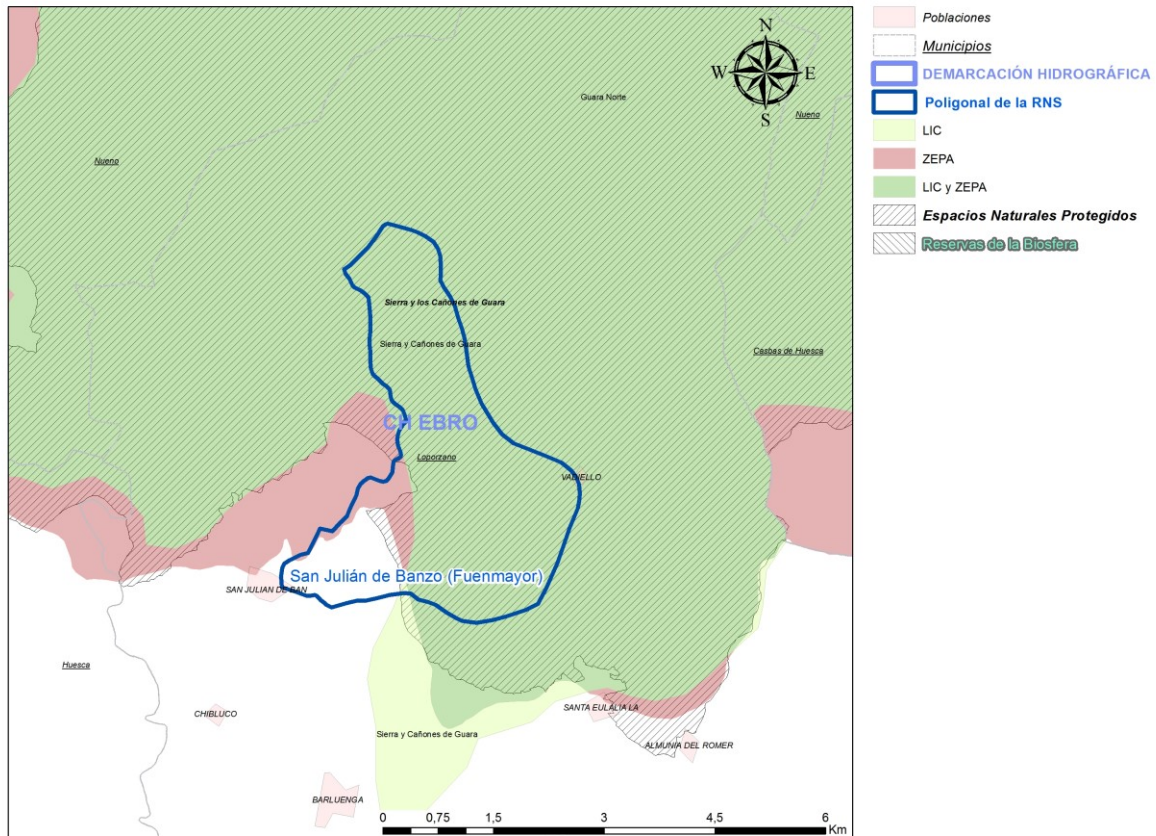 N
W E
S
Guara Norte
Nueno
Nueno
Sierra y los Cañones de Guara
Sierra y Cañones de Guara
Casbas de Huesca
CH EBRO
Loporzano
VADIELLO
San Julián de Banzo (Fuenmayor)
SAN JULIAN DE BAN
Huesca
CHIBLUCO
SANTA EULALIA LA
Sierra y Cañones de Guara
ALMUNIA DEL ROMER
BARLUENGA
0 0,75 1,5 3 4,5 6
Km
Poblaciones
Municipios
DEMARCACIÓN HIDROGRÁFICA
Poligonal de la RNS
LIC
ZEPA
LIC y ZEPA
Espacios Naturales Protegidos
Reservas de la Biosfera